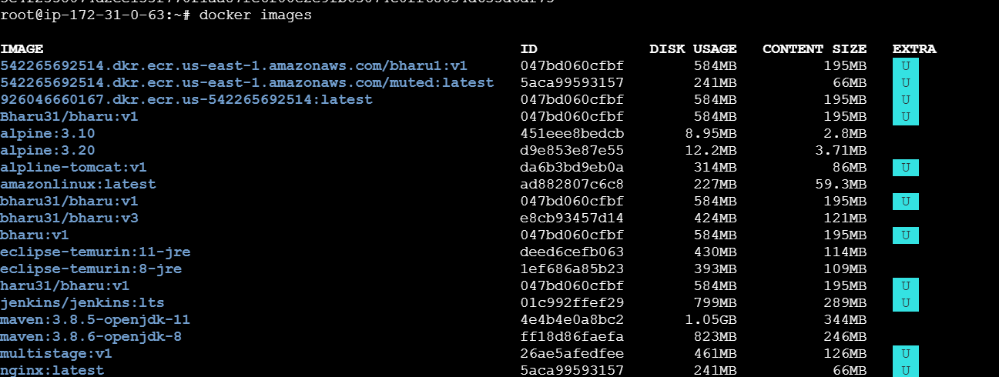 root@ip-172-31-0-63:~# docker images
IMAGE ID DISK USAGE CONTENT SIZE EXTRA
542265692514.dkr.ecr.us-east-1.amazonaws.com/bharu1:v1 047bd060cfbf 584MB 195MB U
542265692514.dkr.ecr.us-east-1.amazonaws.com/muted:latest 5aca99593157 241MB 66MB U
926046660167.dkr.ecr.us-542265692514:latest 047bd060cfbf 584MB 195MB U
Bharu31/bharu:v1 047bd060cfbf 584MB 195MB U
alpine:3.10 451eee8bedcb 8.95MB 2.8MB
alpine:3.20 d9e853e87e55 12.2MB 3.71MB
alpline-tomcat:v1 da6b3bd9eb0a 314MB 86MB U
amazonlinux:latest ad882807c6c8 227MB 59.3MB
bharu31/bharu:v1 047bd060cfbf 584MB 195MB U
bharu31/bharu:v3 e8cb93457d14 424MB 121MB
bharu:v1 047bd060cfbf 584MB 195MB U
eclipse-temurin:11-jre deed6cefb063 430MB 114MB
eclipse-temurin:8-jre 1ef686a85b23 393MB 109MB
haru31/bharu:v1 047bd060cfbf 584MB 195MB U
jenkins/jenkins:lts 01c992ffef29 799MB 289MB U
maven:3.8.5-openjdk-11 4e4b4e0a8bc2 1.05GB 344MB
maven:3.8.6-openjdk-8 ff18d86faefa 823MB 246MB
multistage:v1 26ae5afedfee 461MB 126MB U
nginx:latest 5aca99593157 241MB 66MB U